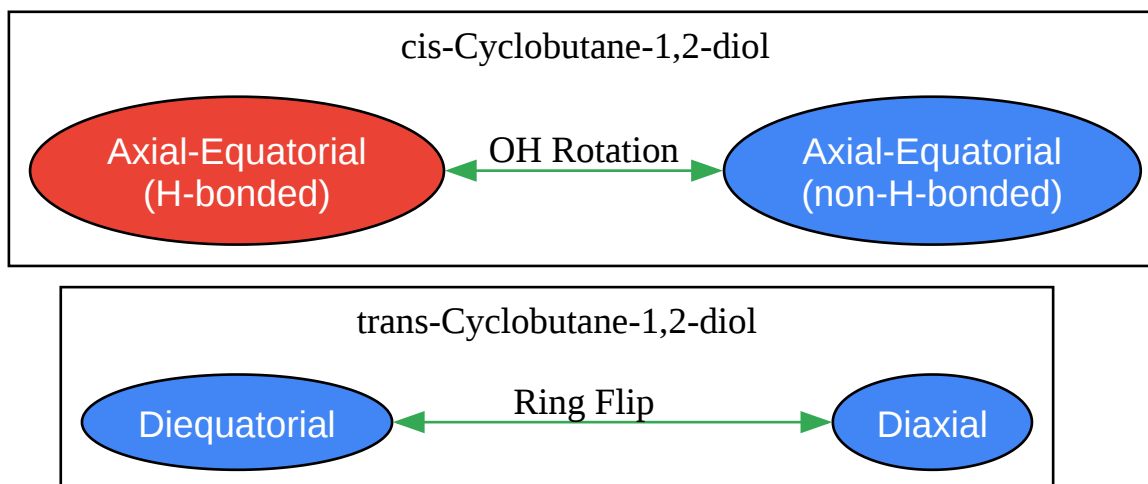 cis-Cyclobutane-1,2-diol
Axial-Equatorial
(H-bonded)
OH Rotation
Axial-Equatorial
(non-H-bonded)
trans-Cyclobutane-1,2-diol
Diequatorial
Ring Flip
Diaxial